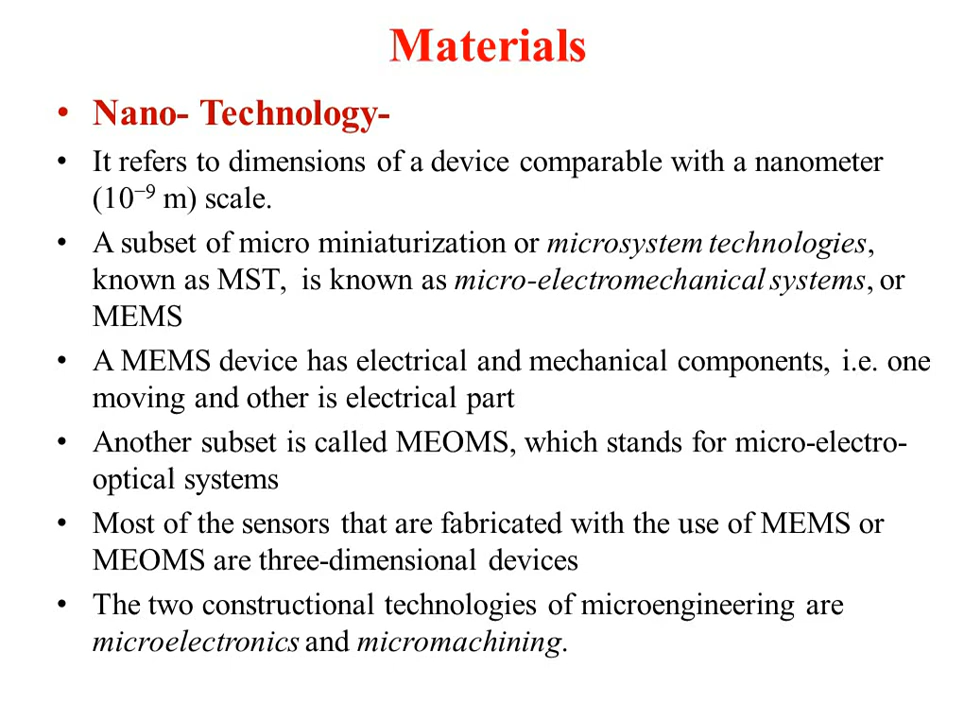 Materials
• Nano- Technology-
• It refers to dimensions of a device comparable with a nanometer
(10⁻⁹ m) scale.
• A subset of micro miniaturization or microsystem technologies,
known as MST, is known as micro-electromechanical systems, or
MEMS
• A MEMS device has electrical and mechanical components, i.e. one
moving and other is electrical part
• Another subset is called MEOMS, which stands for micro-electro-
optical systems
• Most of the sensors that are fabricated with the use of MEMS or
MEOMS are three-dimensional devices
• The two constructional technologies of microengineering are
microelectronics and micromachining.